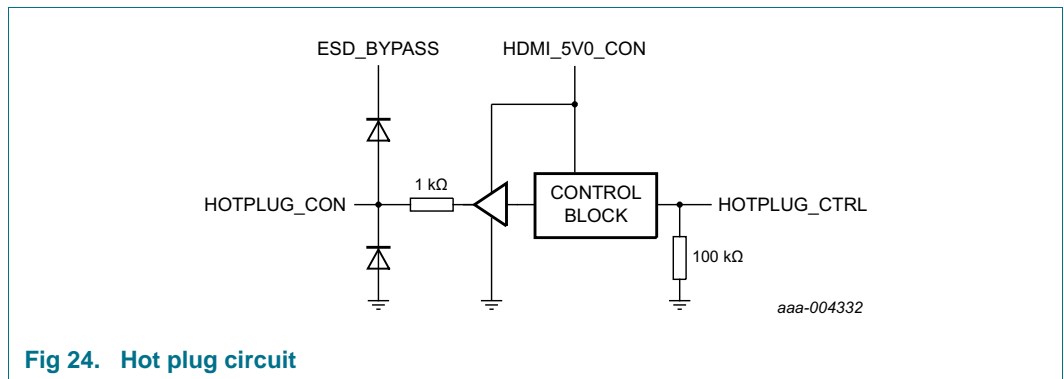 ESD_BYPASS
HDMI_5V0_CON
1 kΩ
HOTPLUG_CON
CONTROL
BLOCK
HOTPLUG_CTRL
100 kΩ
aaa-004332
Fig 24. Hot plug circuit